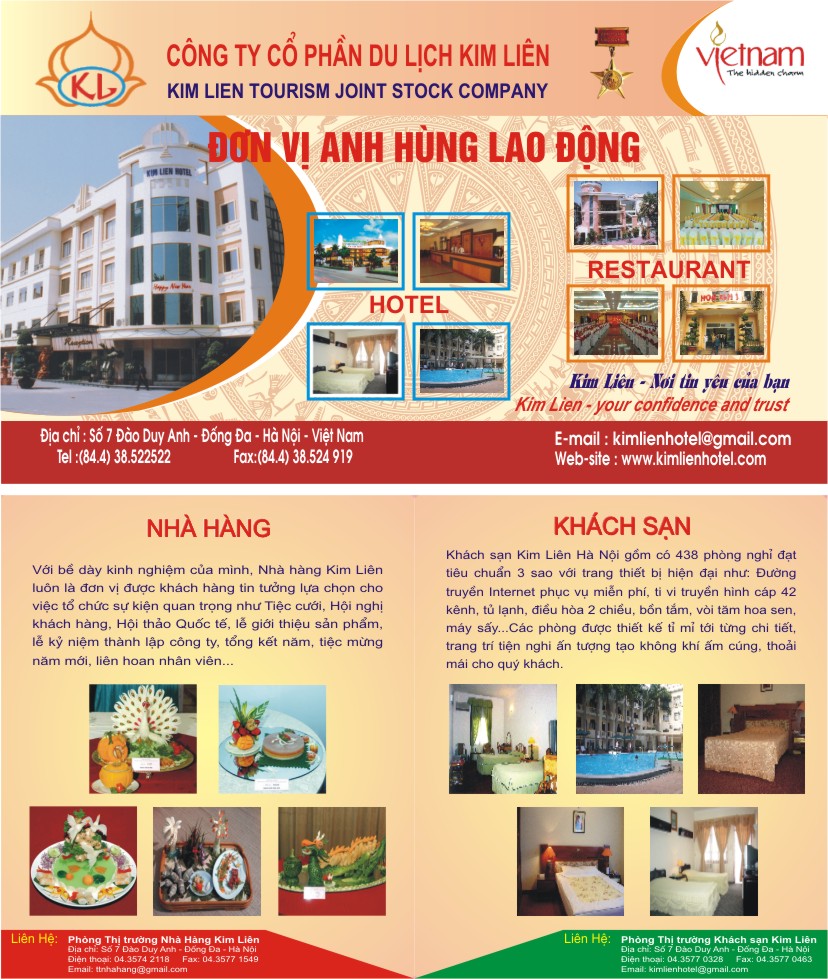 KL
CÔNG TY CỔ PHẦN DU LỊCH KIM LIÊN
KIM LIEN TOURISM JOINT STOCK COMPANY
Vietnam
The hidden charm
ĐƠN VỊ ANH HÙNG LAO ĐỘNG
KIM LIEN HOTEL
Happy New Year
Reception
HOTEL
RESTAURANT
HOA SEN 1
Kim Liên - Nơi tin yêu của bạn
Kim Lien - your confidence and trust
Địa chỉ : Số 7 Đào Duy Anh - Đống Đa - Hà Nội - Việt Nam
Tel :(84.4) 38.522522 Fax:(84.4) 38.524 919
E-mail : kimlienhotel@gmail.com
Web-site : www.kimlienhotel.com
NHÀ HÀNG
Với bề dày kinh nghiệm của mình, Nhà hàng Kim Liên
luôn là đơn vị được khách hàng tin tưởng lựa chọn cho
việc tổ chức sự kiện quan trọng như Tiệc cưới, Hội nghị
khách hàng, Hội thảo Quốc tế, lễ giới thiệu sản phẩm,
lễ kỷ niệm thành lập công ty, tổng kết năm, tiệc mừng
năm mới, liên hoan nhân viên...
Liên Hệ: Phòng Thị trường Nhà Hàng Kim Liên
Địa chỉ: Số 7 Đào Duy Anh - Đống Đa - Hà Nội
Điện thoại: 04.3574 2118 Fax: 04.3577 1549
Email: ttnhahang@gmail.com
KHÁCH SẠN
Khách sạn Kim Liên Hà Nội gồm có 438 phòng nghỉ đạt
tiêu chuẩn 3 sao với trang thiết bị hiện đại như: Đường
truyền Internet phục vụ miễn phí, ti vi truyền hình cáp 42
kênh, tủ lạnh, điều hòa 2 chiều, bồn tắm, vòi tăm hoa sen,
máy sấy...Các phòng được thiết kế tỉ mỉ tới từng chi tiết,
trang trí tiện nghi ấn tượng tạo không khí ấm cúng, thoải
mái cho quý khách.
Liên Hệ: Phòng Thị trường Khách sạn Kim Liên
Địa chỉ: Số 7 Đào Duy Anh - Đống Đa - Hà Nội
Điện thoại: 04.3577 0328 Fax: 04.3577 0463
Email: kimlienhotel@gmail.com